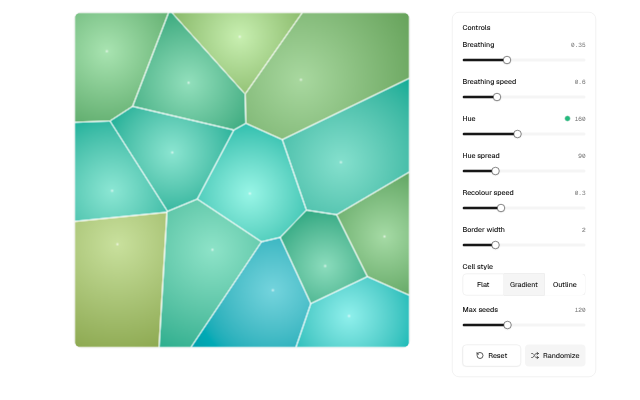 Controls
Breathing 0.35
Breathing speed 0.6
Hue 160
Hue spread 90
Recolour speed 0.3
Border width 2
Cell style
Flat Gradient Outline
Max seeds 120
Reset Randomize